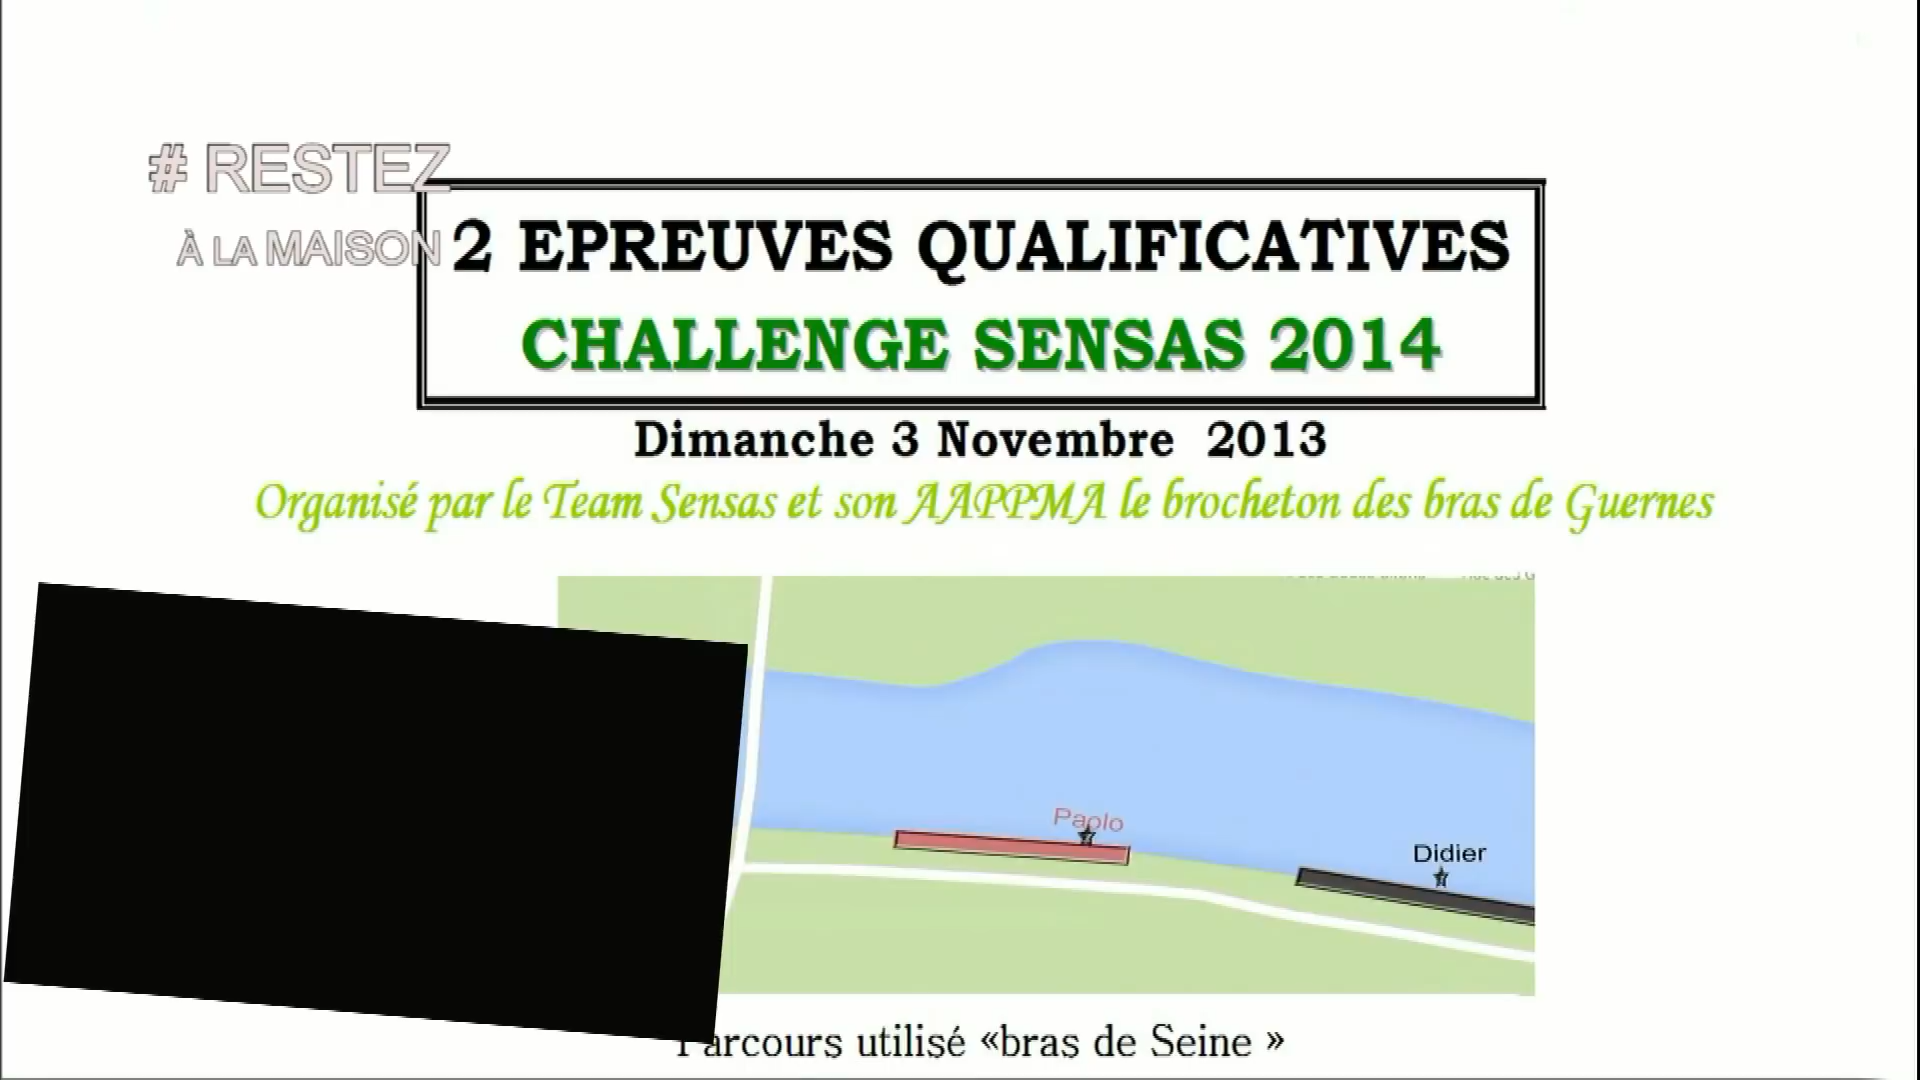 # RESTEZ
À LA MAISON
2 EPREUVES QUALIFICATIVES
CHALLENGE SENSAS 2014
Dimanche 3 Novembre 2013
Organisé par le Team Sensas et son AAPPMA le brocheton des bras de Guernes
Paolo
Didier
Parcours utilisé «bras de Seine »